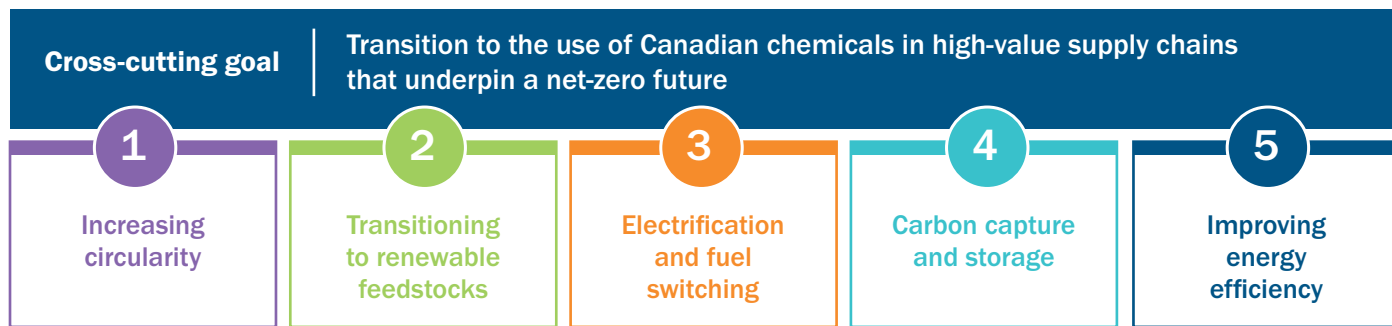 Cross-cutting goal
Transition to the use of Canadian chemicals in high-value supply chains
that underpin a net-zero future
1
Increasing
circularity
2
Transitioning
to renewable
feedstocks
3
Electrification
and fuel
switching
4
Carbon capture
and storage
5
Improving
energy
efficiency